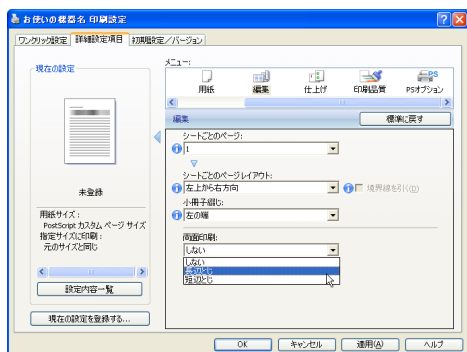 お使いの機器名 印刷設定
ワンクリック設定 詳細設定項目 初期設定/バージョン
現在の設定
未登録
用紙サイズ:
PostScript カスタム ページ サイズ
指定サイズに印刷:
元のサイズと同じ
設定内容一覧
現在の設定を登録する...
メニュー:
用紙 編集 仕上げ 印刷品質 PSオプション
編集 標準に戻す
シートごとのページ:
1
シートごとのページレイアウト:
左上から右方向 境界線を引く(D)
小冊子綴じ:
左の端
両面印刷:
しない
しない
長辺とじ
短辺とじ
OK キャンセル 適用(A) ヘルプ